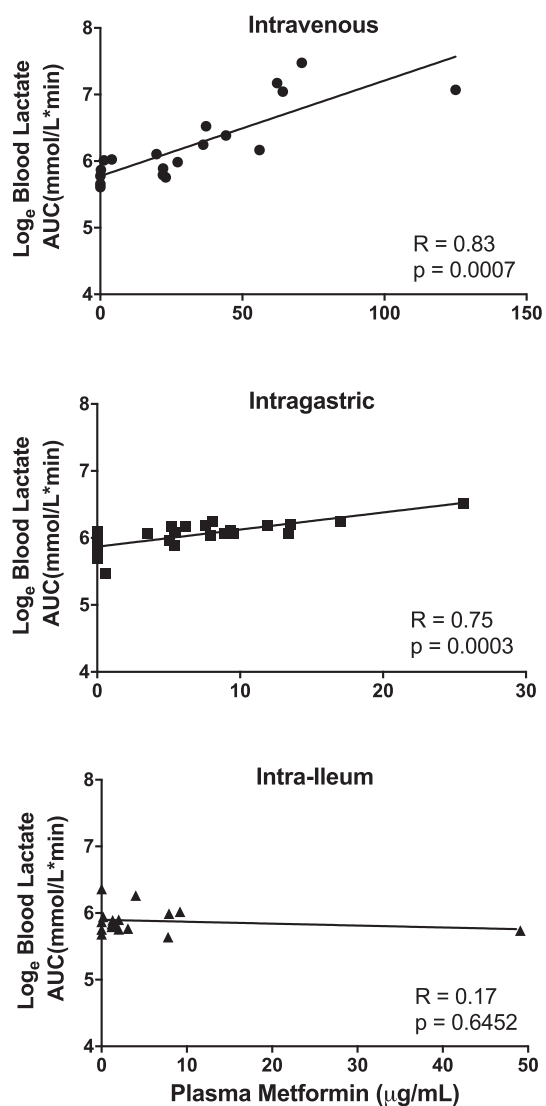 Intravenous
Loge Blood Lactate
AUC(mmol/L*min)
8
7
6
5
4
0 50 100 150
R = 0.83
p = 0.0007
Intragastric
Loge Blood Lactate
AUC(mmol/L*min)
8
7
6
5
4
0 10 20 30
R = 0.75
p = 0.0003
Intra-Ileum
Loge Blood Lactate
AUC(mmol/L*min)
8
7
6
5
4
0 10 20 30 40 50
R = 0.17
p = 0.6452
Plasma Metformin (μg/mL)